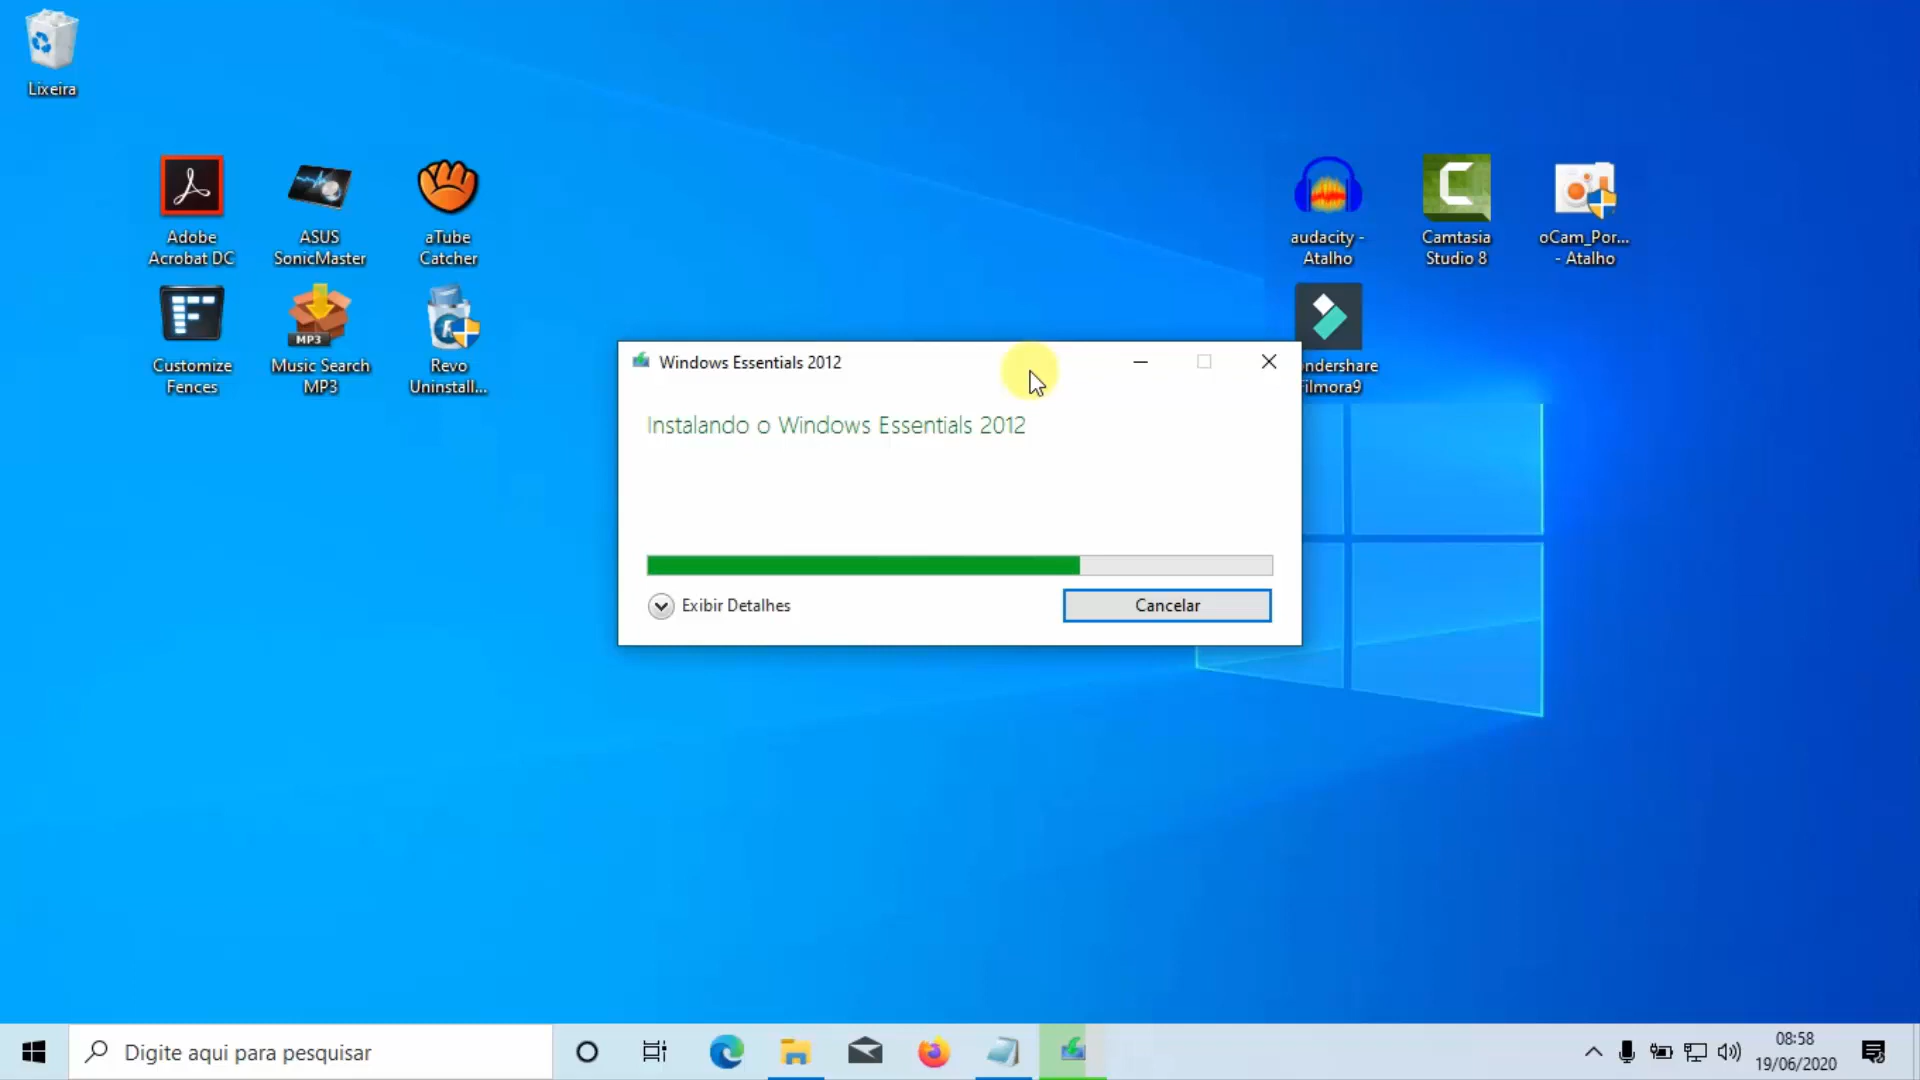 Lixeira
Adobe
Acrobat DC
ASUS
SonicMaster
aTube
Catcher
audacity -
Atalho
Camtasia
Studio 8
oCam_Por...
- Atalho
Customize
Fences
MP3
Music Search
MP3
Revo
Uninstall...
ondershare
ilmora9
Windows Essentials 2012
Instalando o Windows Essentials 2012
Exibir Detalhes
Cancelar
Digite aqui para pesquisar
08:58
19/06/2020